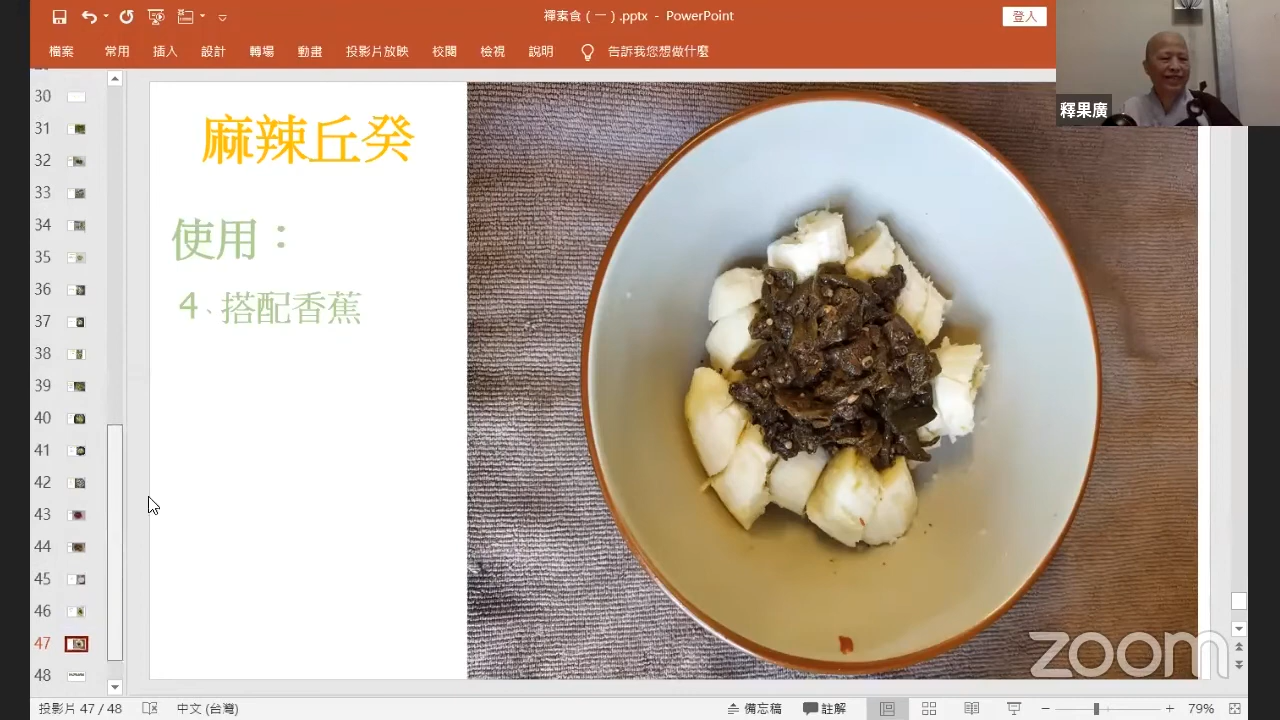 禪素食(一).pptx - PowerPoint
登入
檔案 常用 插入 設計 轉場 動畫 投影片放映 校閱 檢視 說明 告訴我您想做什麼
釋果廣
30
31
32
33
34
35
36
37
38
39
40
41
42
43
44
45
46
47
48
麻辣丘癸
使用：
4、搭配香蕉
zoom
投影片 47 / 48 中文 (台灣) 備忘稿 註解 79%